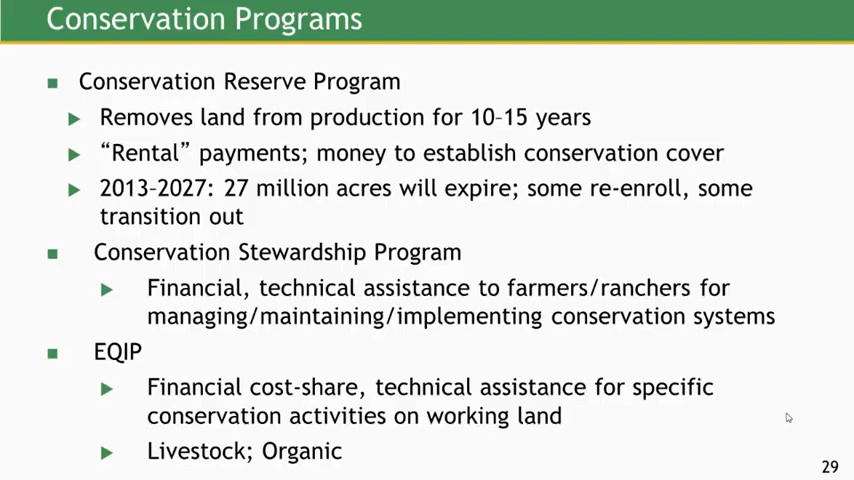 Conservation Programs
Conservation Reserve Program
Removes land from production for 10–15 years
“Rental” payments; money to establish conservation cover
2013–2027: 27 million acres will expire; some re-enroll, some
transition out
Conservation Stewardship Program
Financial, technical assistance to farmers/ranchers for
managing/maintaining/implementing conservation systems
EQIP
Financial cost-share, technical assistance for specific
conservation activities on working land
Livestock; Organic
29